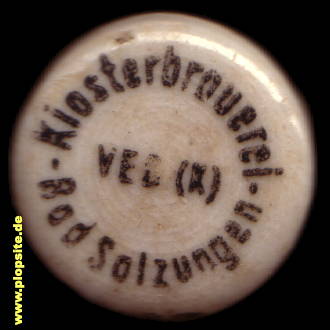 Klosterbrauerei -
VEB (K)
Bad Salzungen -
www.plopsite.de